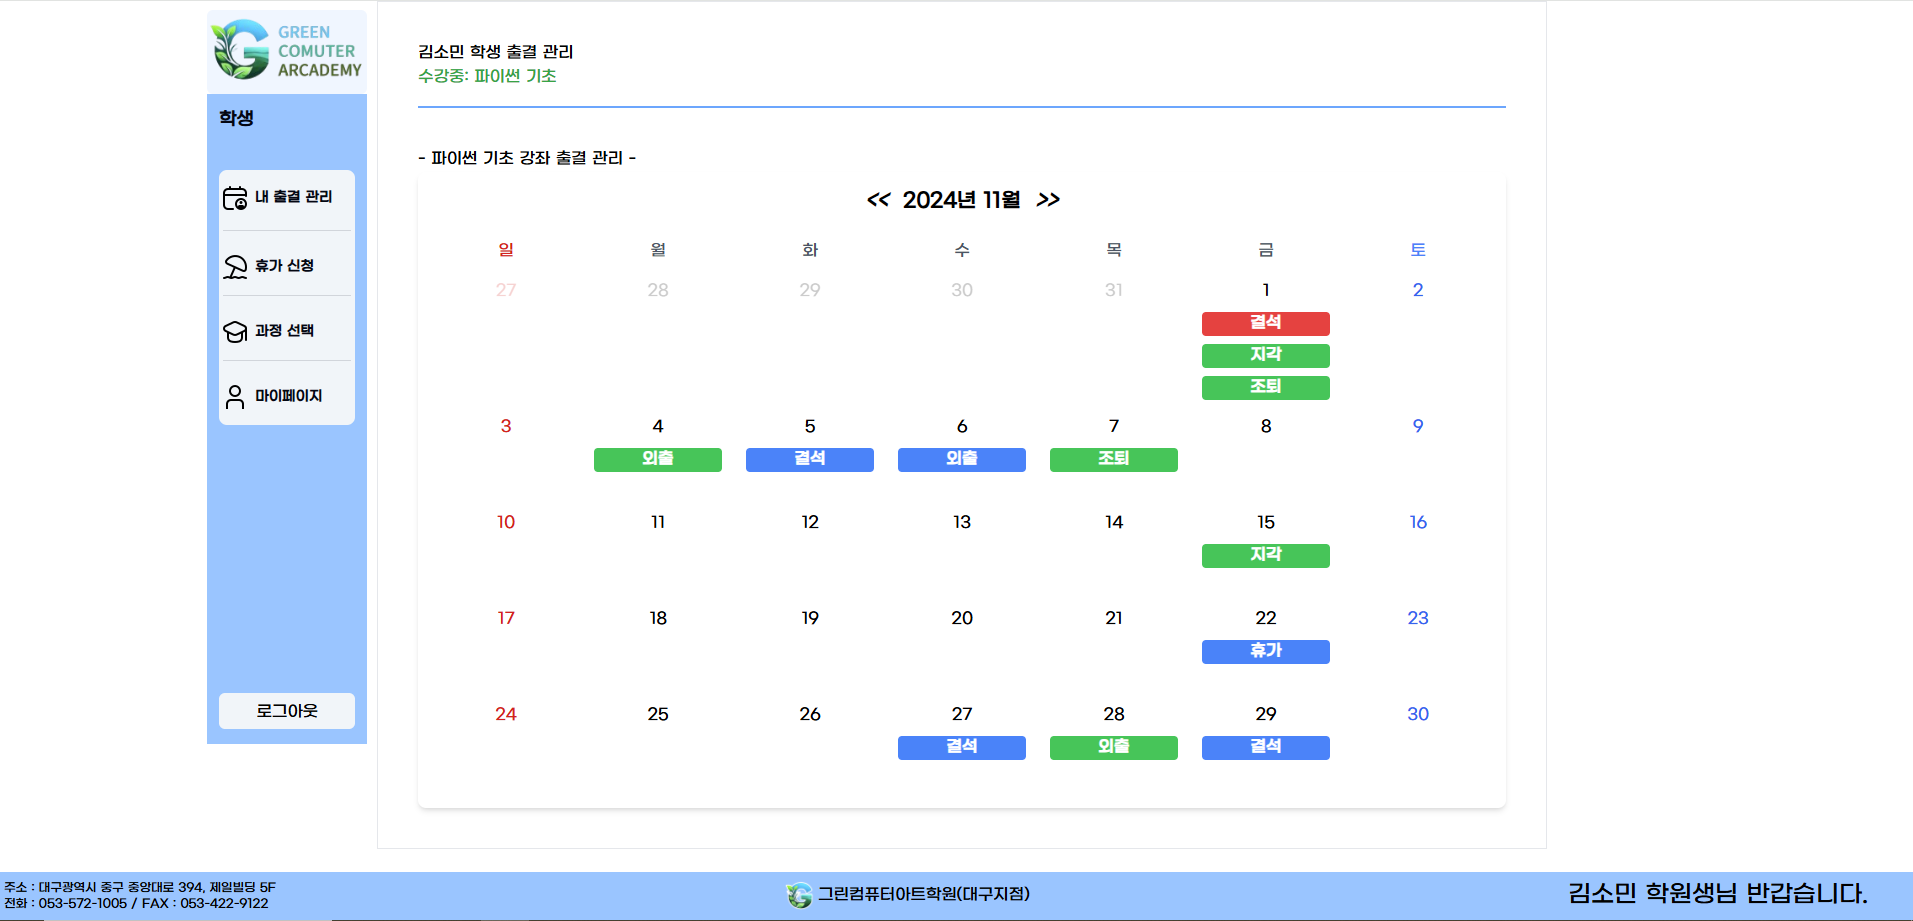 GREEN
COMUTER
ARCADEMY
학생
내 출결 관리
휴가 신청
과정 선택
마이페이지
로그아웃
김소민 학생 출결 관리
수강중: 파이썬 기초
- 파이썬 기초 강좌 출결 관리 -
<< 2024년 11월 >>
일 월 화 수 목 금 토
27 28 29 30 31 1 2
결석
지각
조퇴
3 4 5 6 7 8 9
외출 결석 외출 조퇴
10 11 12 13 14 15 16
지각
17 18 19 20 21 22 23
휴가
24 25 26 27 28 29 30
결석 외출 결석
주소 : 대구광역시 중구 중앙대로 394, 제일빌딩 5F
전화 : 053-572-1005 / FAX : 053-422-9122
그린컴퓨터아트학원(대구지점)
김소민 학원생님 반갑습니다.